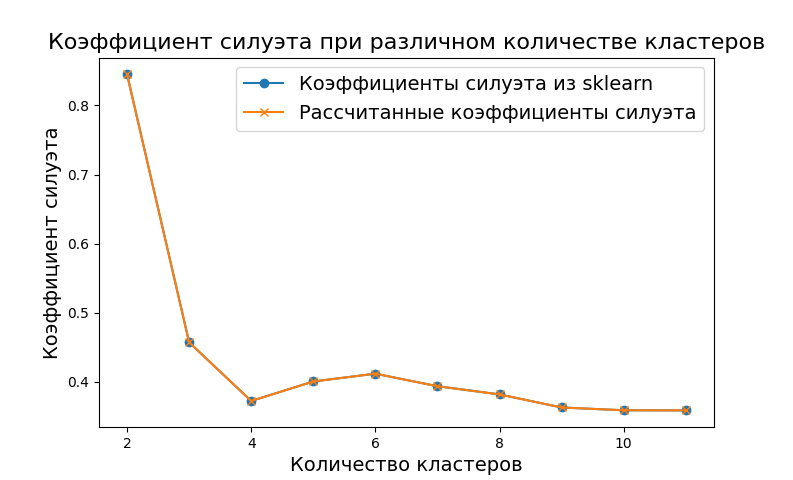 Коэффициент силуэта при различном количестве кластеров
Коэффициенты силуэта из sklearn
Рассчитанные коэффициенты силуэта
Коэффициент силуэта
0.8
0.7
0.6
0.5
0.4
2
4
6
8
10
Количество кластеров